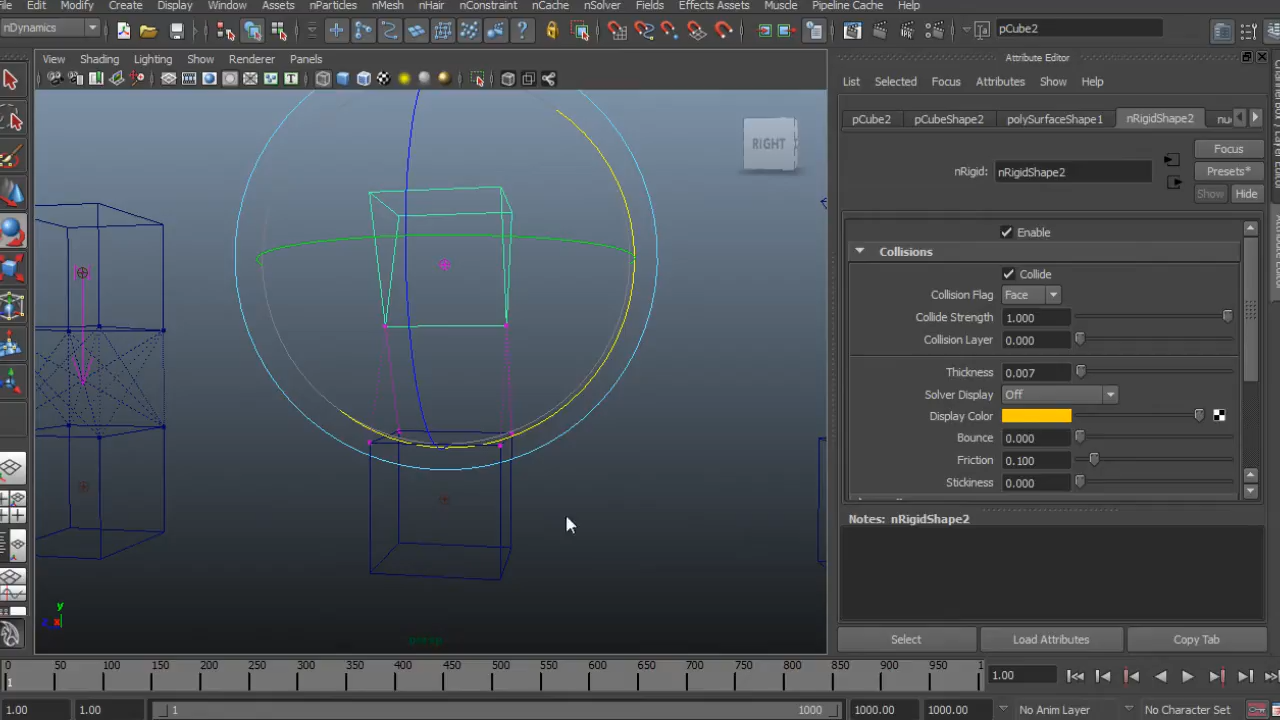 File Edit Modify Create Display Window Assets nParticles nMesh nHair nConstraint nCache nSolver Fields Effects Assets Muscle Pipeline Cache Help
nDynamics
pCube2
View Shading Lighting Show Renderer Panels
Attribute Editor
List Selected Focus Attributes Show Help
pCube2 pCubeShape2 polySurfaceShape1 nRigidShape2
nRigid: nRigidShape2
Focus
Presets*
Show Hide
RIGHT
Enable
Collisions
Collide
Collision Flag Face
Collide Strength 1.000
Collision Layer 0.000
Thickness 0.007
Solver Display Off
Display Color
Bounce 0.000
Friction 0.100
Stickiness 0.000
Notes: nRigidShape2
y
x
persp
Select Load Attributes Copy Tab
0 50 100 150 200 250 300 350 400 450 500 550 600 650 700 750 800 850 900 950 1
1 1.00
1.00 1.00 1 1000 1000.00 1000.00 No Anim Layer No Character Set